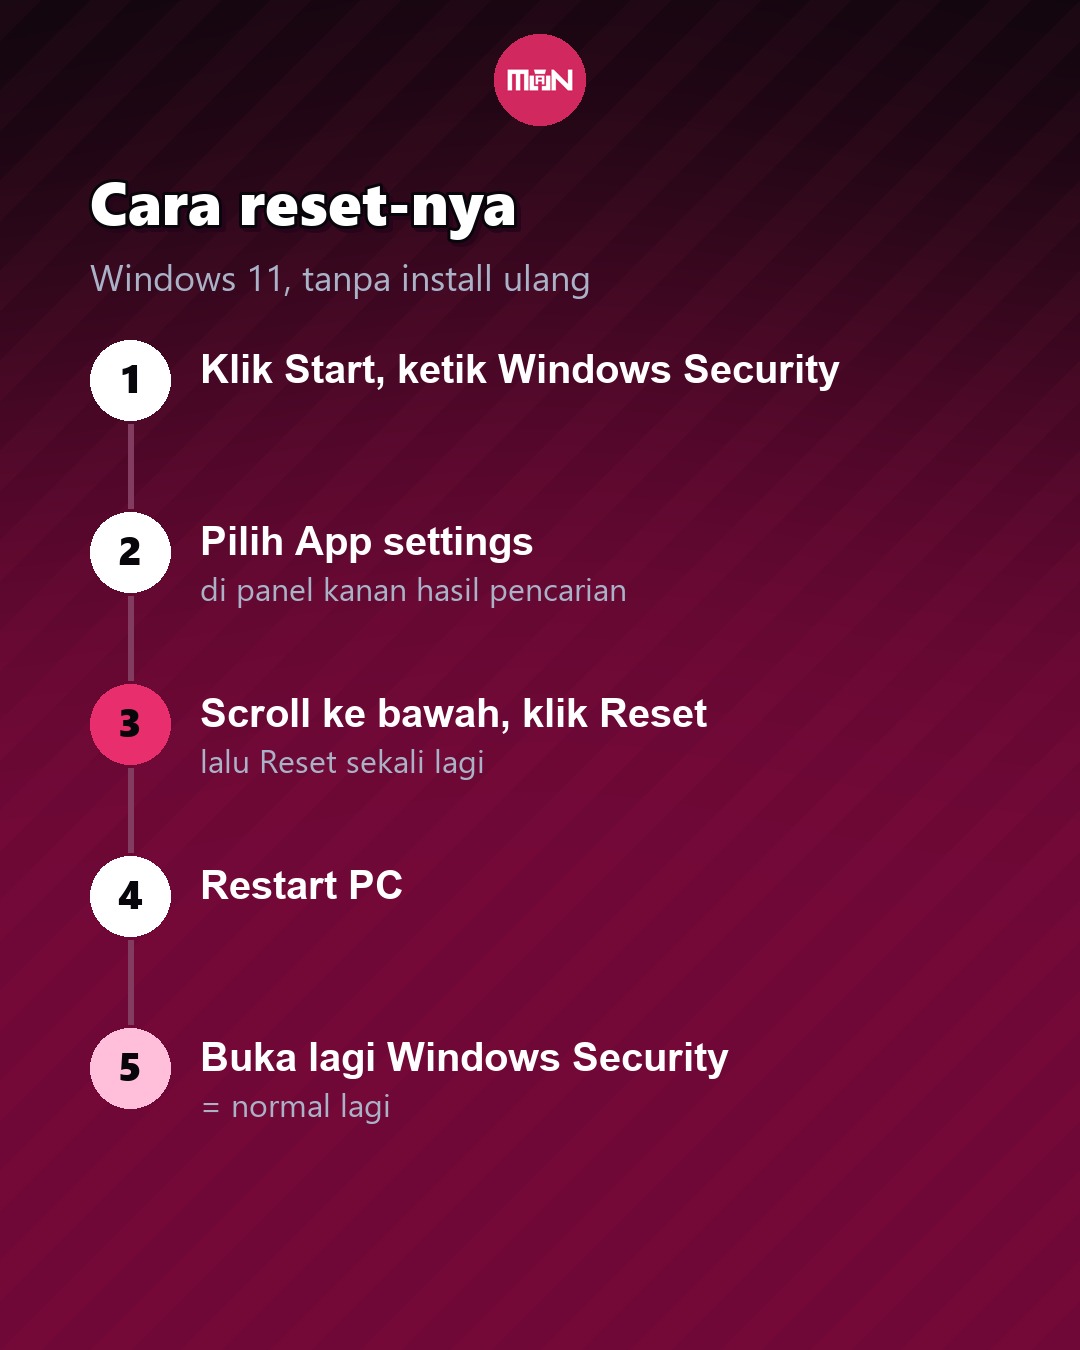 MAIN
Cara reset-nya
Windows 11, tanpa install ulang
1
Klik Start, ketik Windows Security
2
Pilih App settings
di panel kanan hasil pencarian
3
Scroll ke bawah, klik Reset
lalu Reset sekali lagi
4
Restart PC
5
Buka lagi Windows Security
= normal lagi